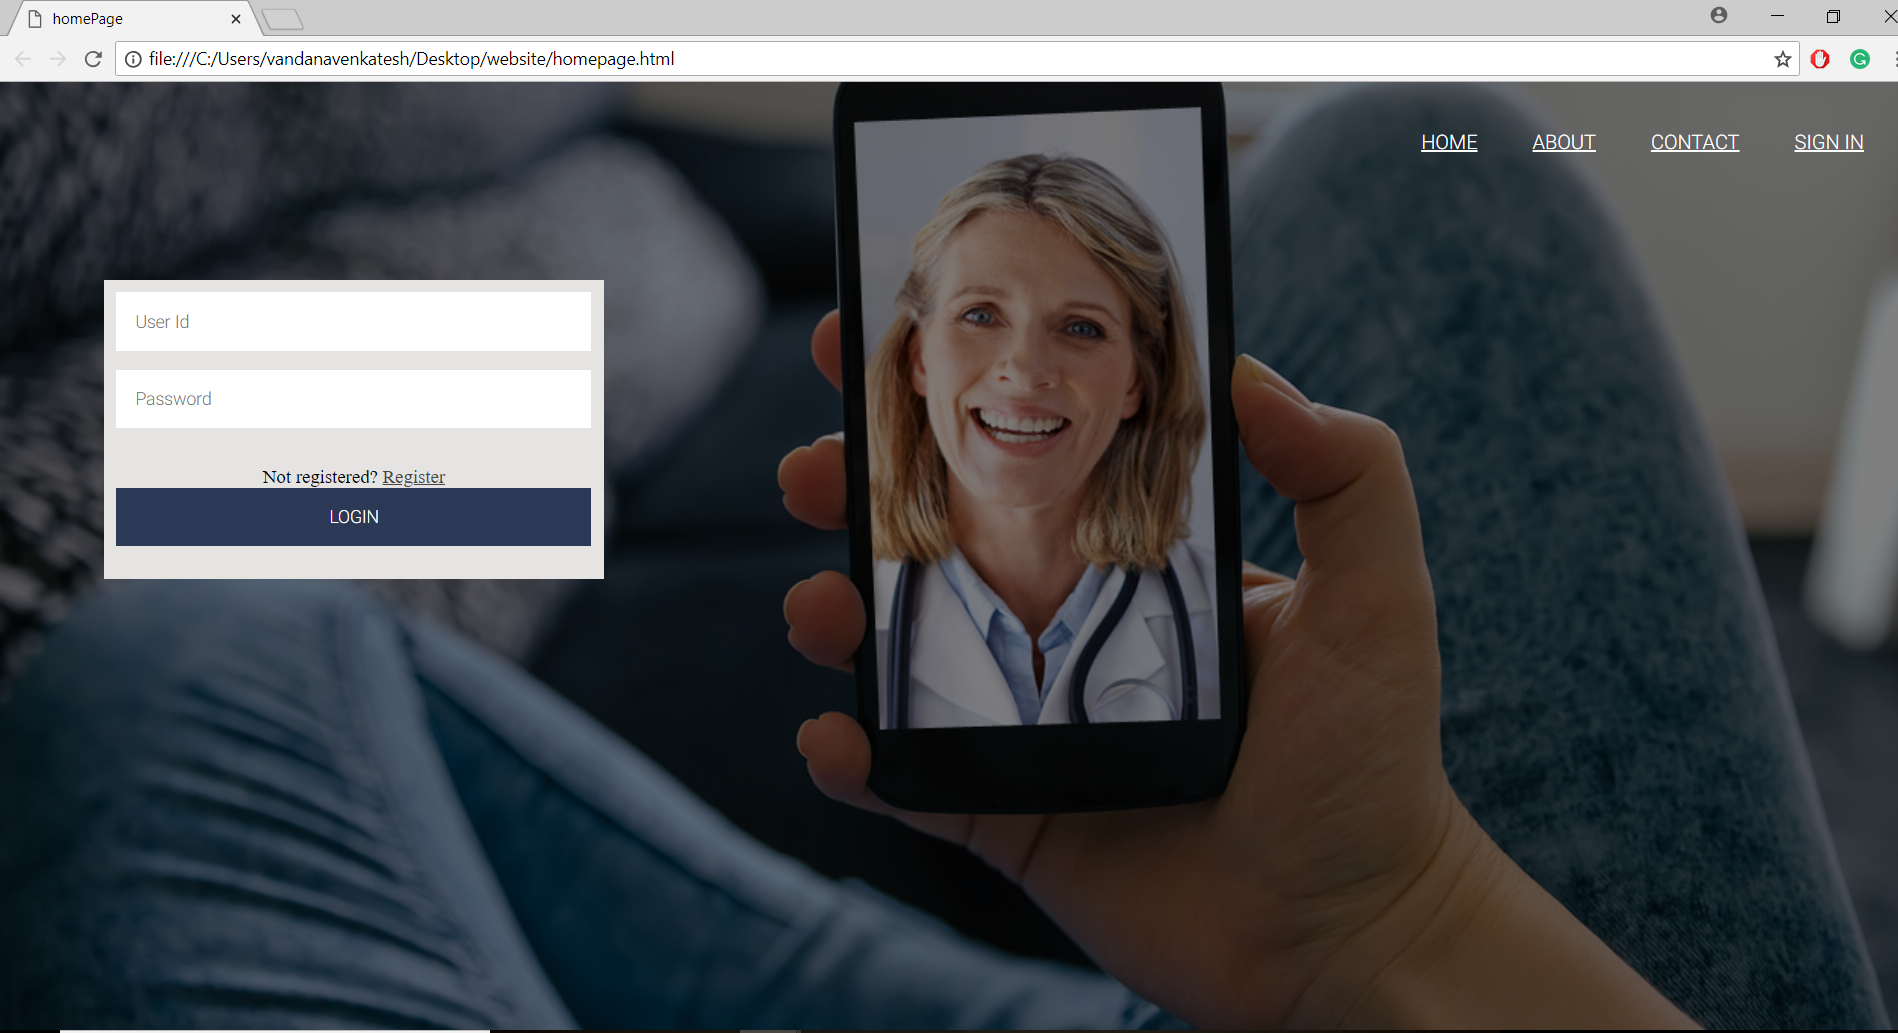 homePage
file:///C:/Users/vandanavenkatesh/Desktop/website/homepage.html
HOME ABOUT CONTACT SIGN IN
User Id
Password
Not registered? Register
LOGIN